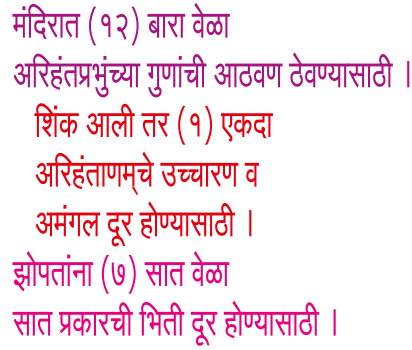 मंदिरात (१२) बारा वेळा
अरिहंतप्रभुंच्या गुणांची आठवण ठेवण्यासाठी ।
शिंक आली तर (१) एकदा
अरिहंताणम्‌चे उच्चारण व
अमंगल दूर होण्यासाठी ।
झोपतांना (७) सात वेळा
सात प्रकारची भिती दूर होण्यासाठी ।